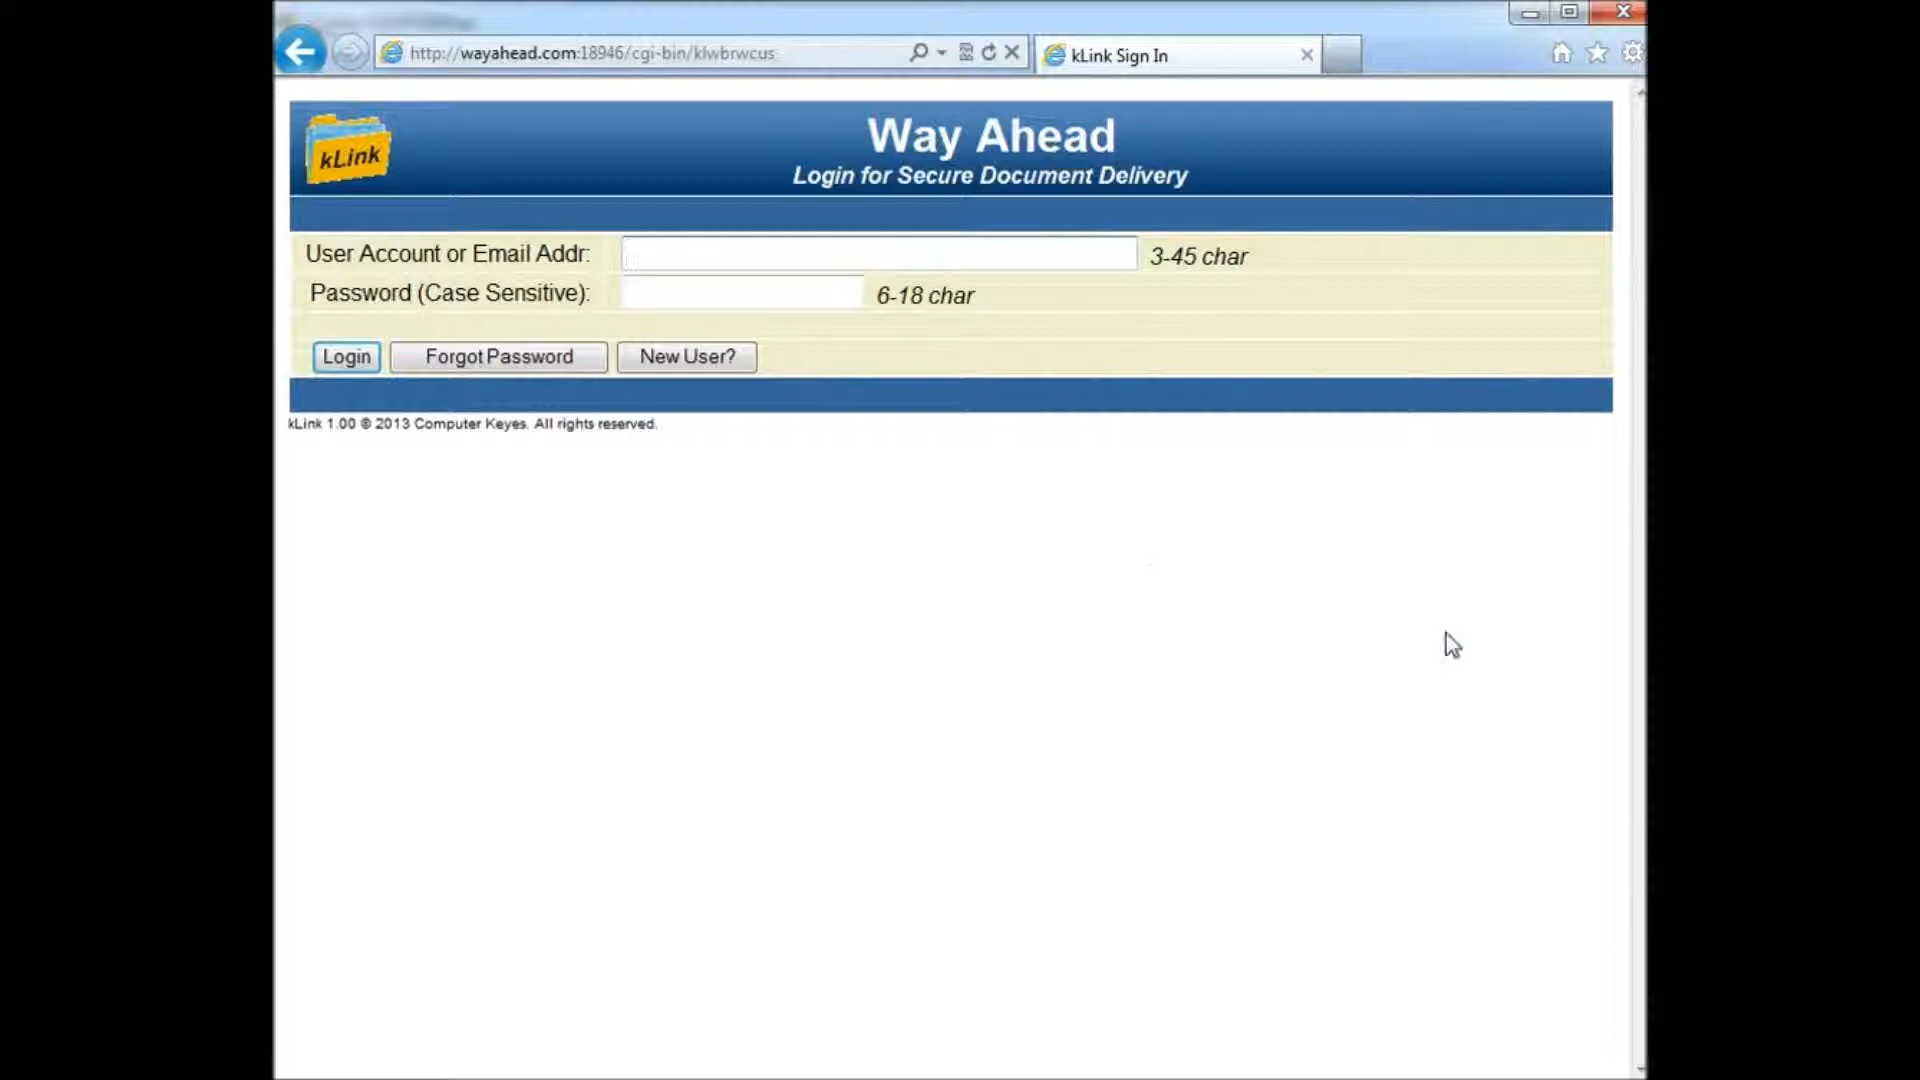 http://wayahead.com:18946/cgi-bin/klwbrwcus
kLink Sign In
kLink
Way Ahead
Login for Secure Document Delivery
User Account or Email Addr:
3-45 char
Password (Case Sensitive):
6-18 char
Login
Forgot Password
New User?
kLink 1.00 © 2013 Computer Keyes. All rights reserved.